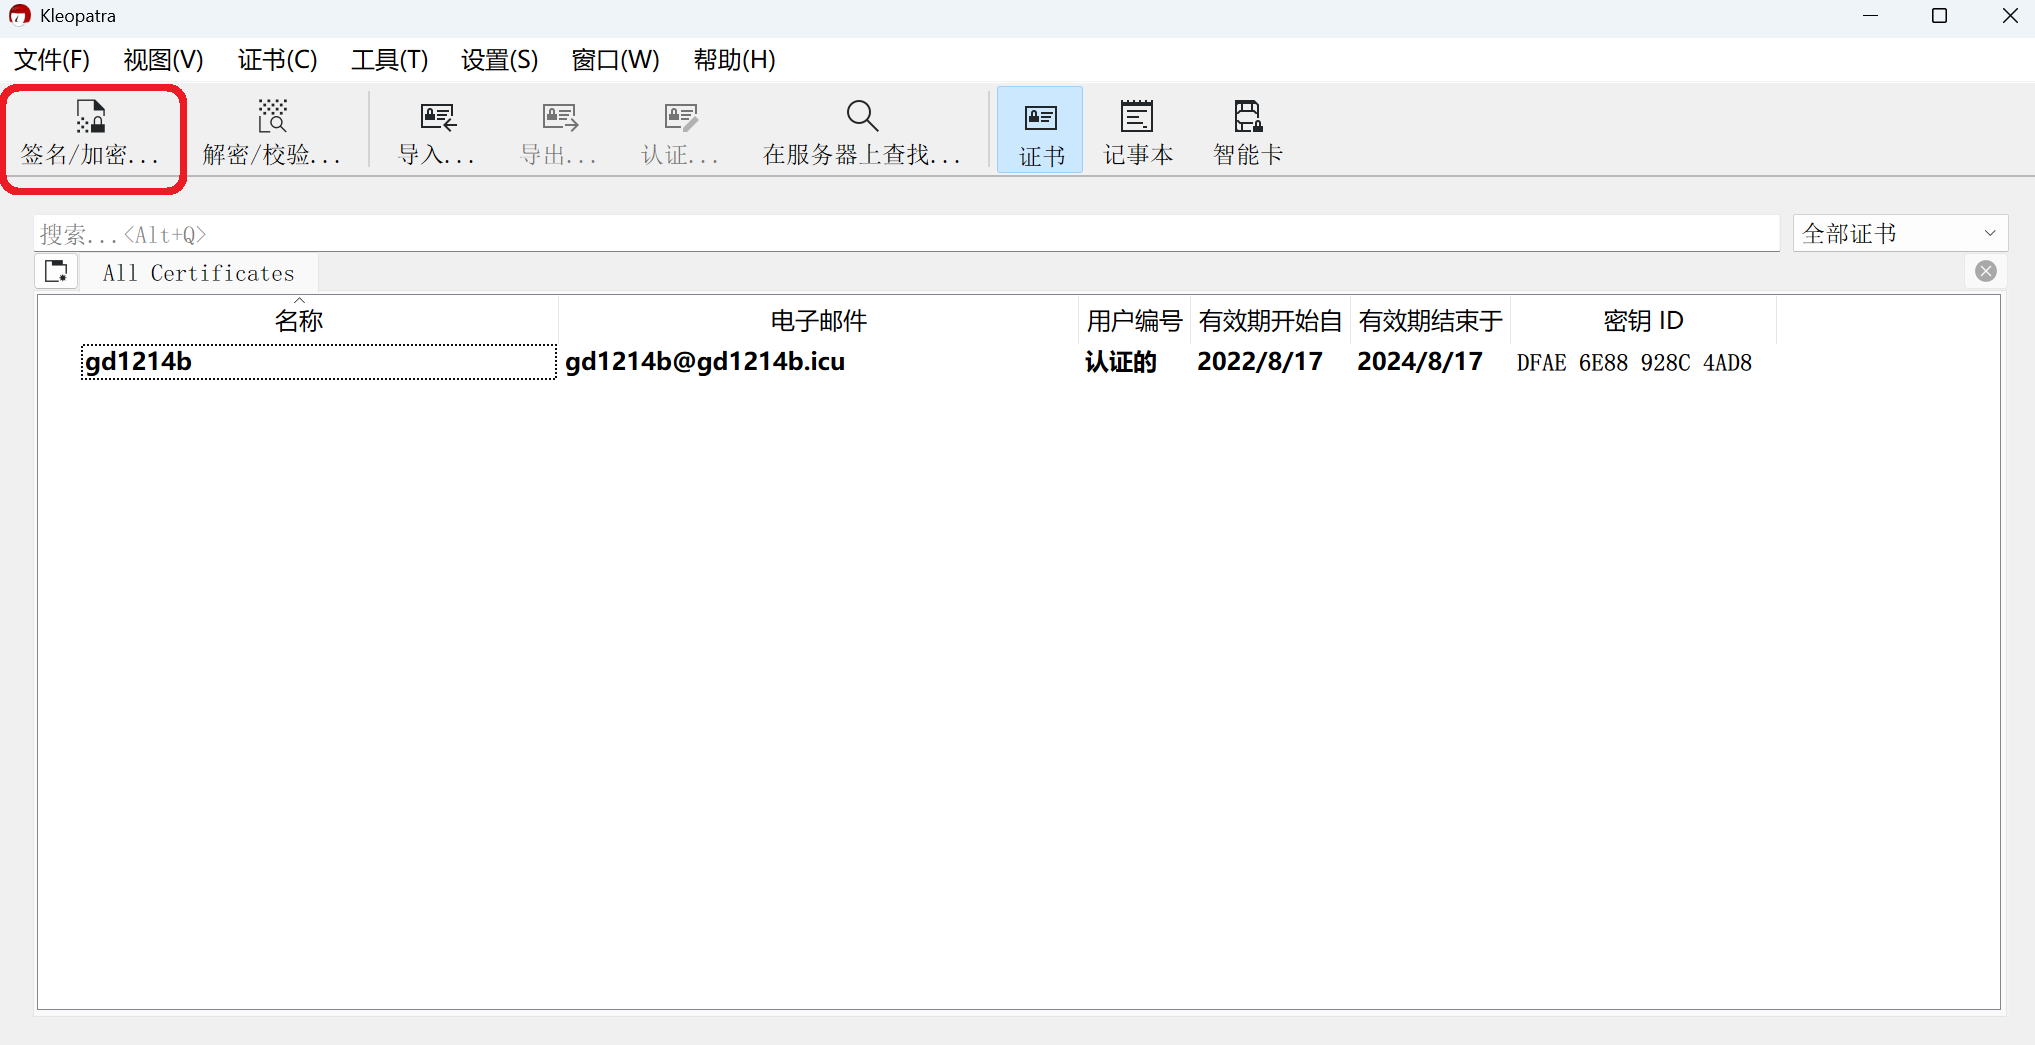 Kleopatra
文件(F) 视图(V) 证书(C) 工具(T) 设置(S) 窗口(W) 帮助(H)
签名/加密... 解密/校验... 导入... 导出... 认证... 在服务器上查找... 证书 记事本 智能卡
搜索...<Alt+Q> 全部证书
All Certificates
名称 电子邮件 用户编号 有效期开始自 有效期结束于 密钥 ID
gd1214b gd1214b@gd1214b.icu 认证的 2022/8/17 2024/8/17 DFAE 6E88 928C 4AD8